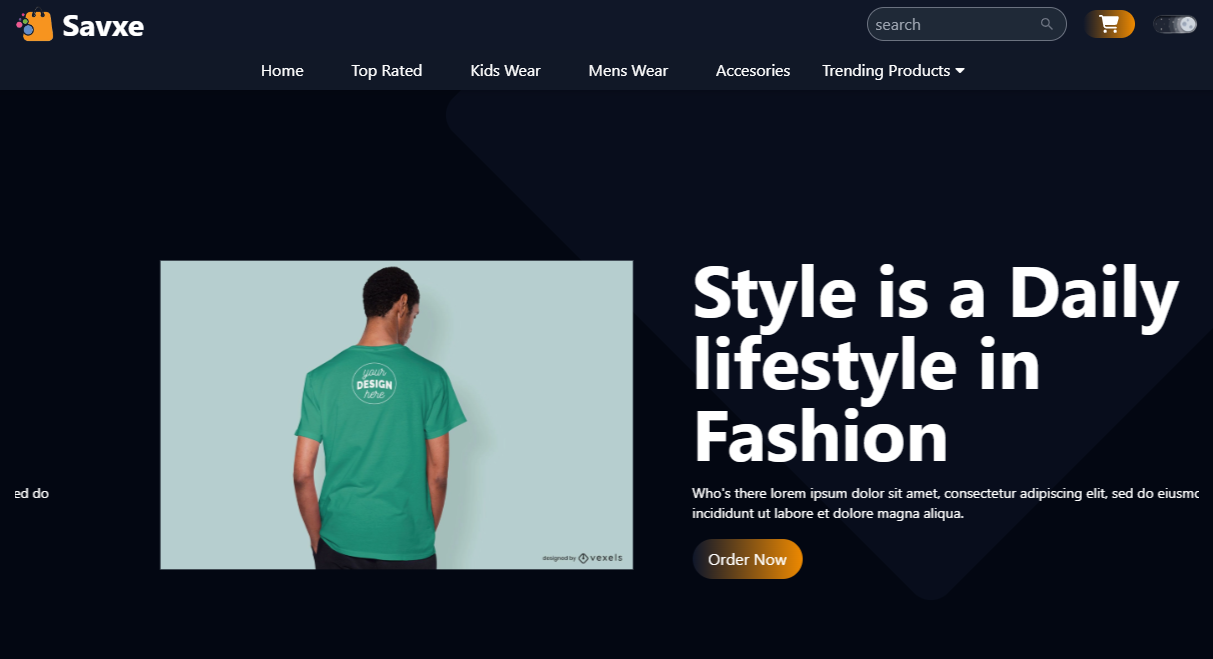 Savxe
search
Home Top Rated Kids Wear Mens Wear Accesories Trending Products
your
DESIGN
here
designed by vexels
Style is a Daily
lifestyle in
Fashion
ed do
Who's there lorem ipsum dolor sit amet, consectetur adipiscing elit, sed do eiusmo
incididunt ut labore et dolore magna aliqua.
Order Now